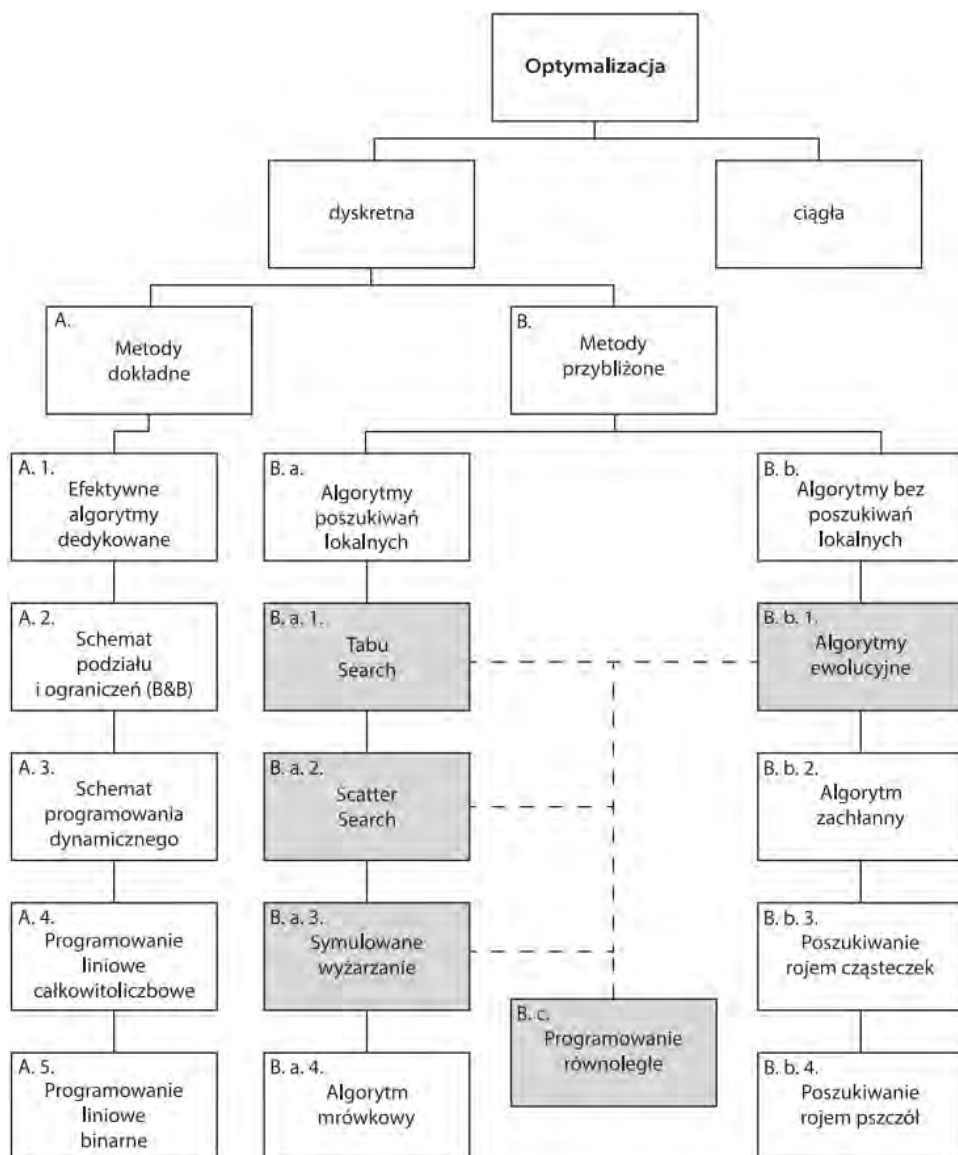 Optymalizacja
dyskretna
ciągła
A.
Metody
dokładne
B.
Metody
przybliżone
A. 1.
Efektywne
algorytmy
dedykowane
B. a.
Algorytmy
poszukiwań
lokalnych
B. b.
Algorytmy bez
poszukiwań
lokalnych
A. 2.
Schemat
podziału
i ograniczeń (B&B)
B. a. 1.
Tabu
Search
B. b. 1.
Algorytmy
ewolucyjne
A. 3.
Schemat
programowania
dynamicznego
B. a. 2.
Scatter
Search
B. b. 2.
Algorytm
zachłanny
A. 4.
Programowanie
liniowe
całkowitoliczbowe
B. a. 3.
Symulowane
wyżarzanie
B. b. 3.
Poszukiwanie
rojem cząsteczek
B. c.
Programowanie
równoległe
A. 5.
Programowanie
liniowe
binarne
B. a. 4.
Algorytm
mrówkowy
B. b. 4.
Poszukiwanie
rojem pszczół